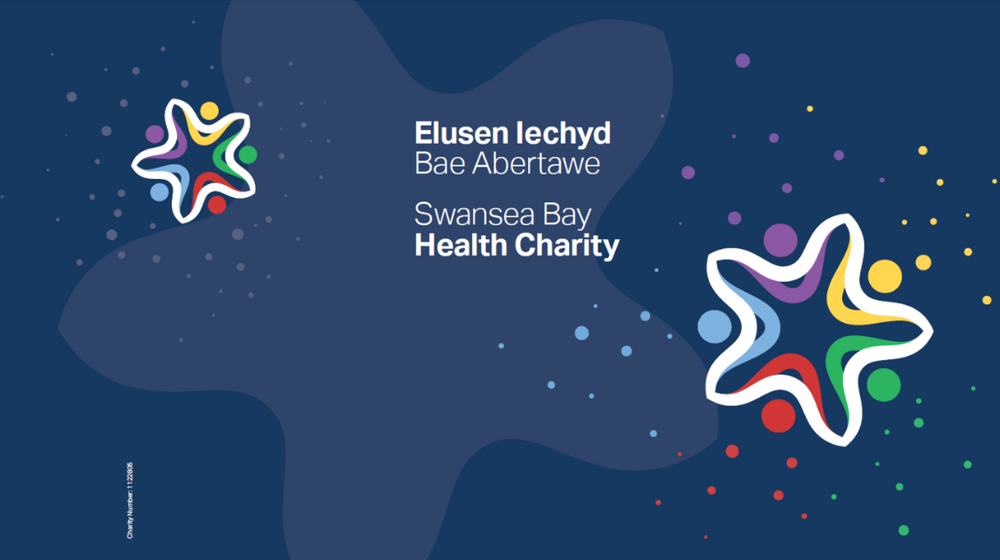 Elusen Iechyd
Bae Abertawe
Swansea Bay
Health Charity
Charity Number: 1122805